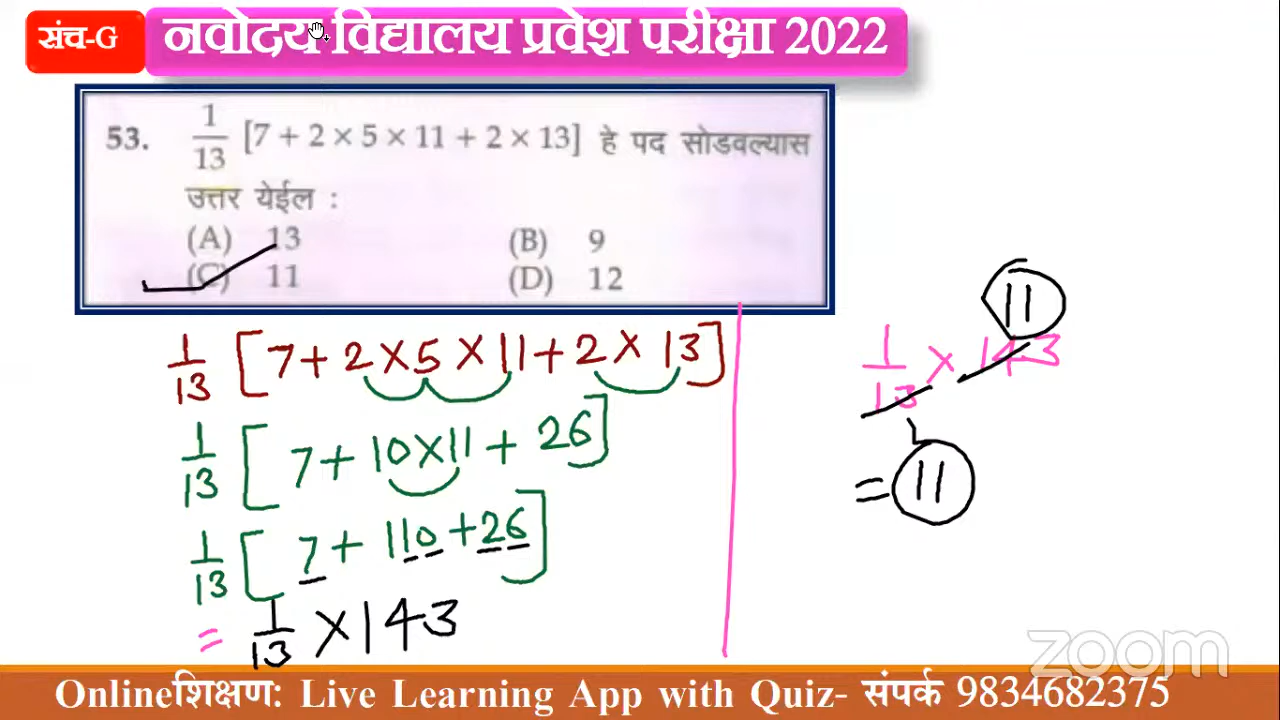 संच-G
नवोदय विद्यालय प्रवेश परीक्षा 2022
53. 1/13 [7 + 2 × 5 × 11 + 2 × 13] हे पद सोडवल्यास
उत्तर येईल :
(A) 13 (B) 9
(C) 11 (D) 12
1/13 [7+2×5×11+2×13]
1/13 [7+10×11+26]
1/13 [7+110+26]
= 1/13 ×143
11
1/13 × 143
= 11
zoom
Onlineशिक्षण: Live Learning App with Quiz- संपर्क 9834682375